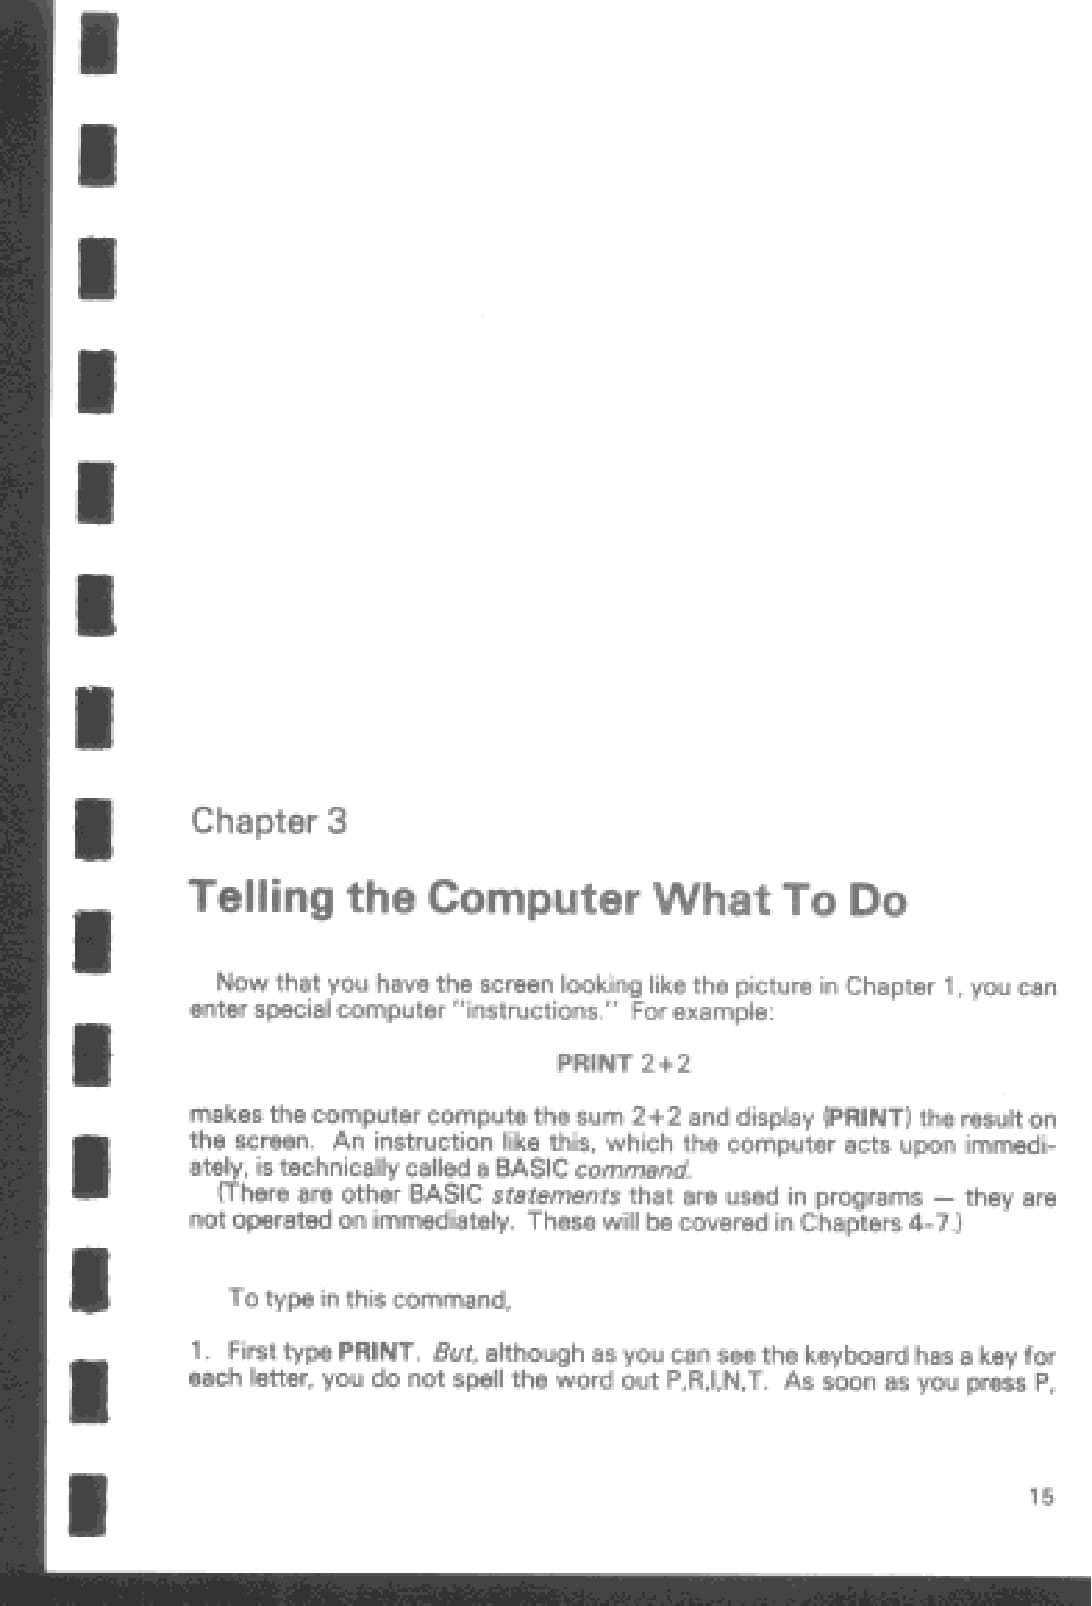 Chapter 3
Telling the Computer What To Do
Now that you have the screen looking like the picture in Chapter 1, you can
enter special computer "instructions." For example:
PRINT 2+2
makes the computer compute the sum 2+2 and display (PRINT) the result on
the screen. An instruction like this, which the computer acts upon immedi-
ately, is technically called a BASIC command.
(There are other BASIC statements that are used in programs — they are
not operated on immediately. These will be covered in Chapters 4-7.)
To type in this command,
1. First type PRINT. But, although as you can see the keyboard has a key for
each letter, you do not spell the word out P,R,I,N,T. As soon as you press P,
15